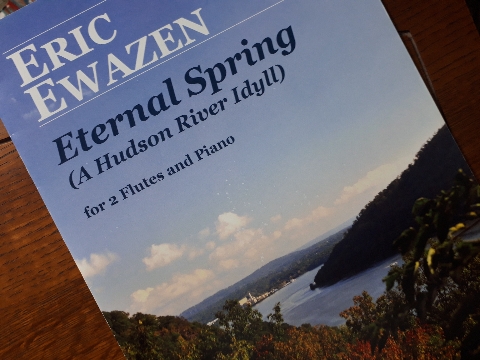 ERIC
EWAZEN
Eternal Spring
(A Hudson River Idyll)
for 2 Flutes and Piano